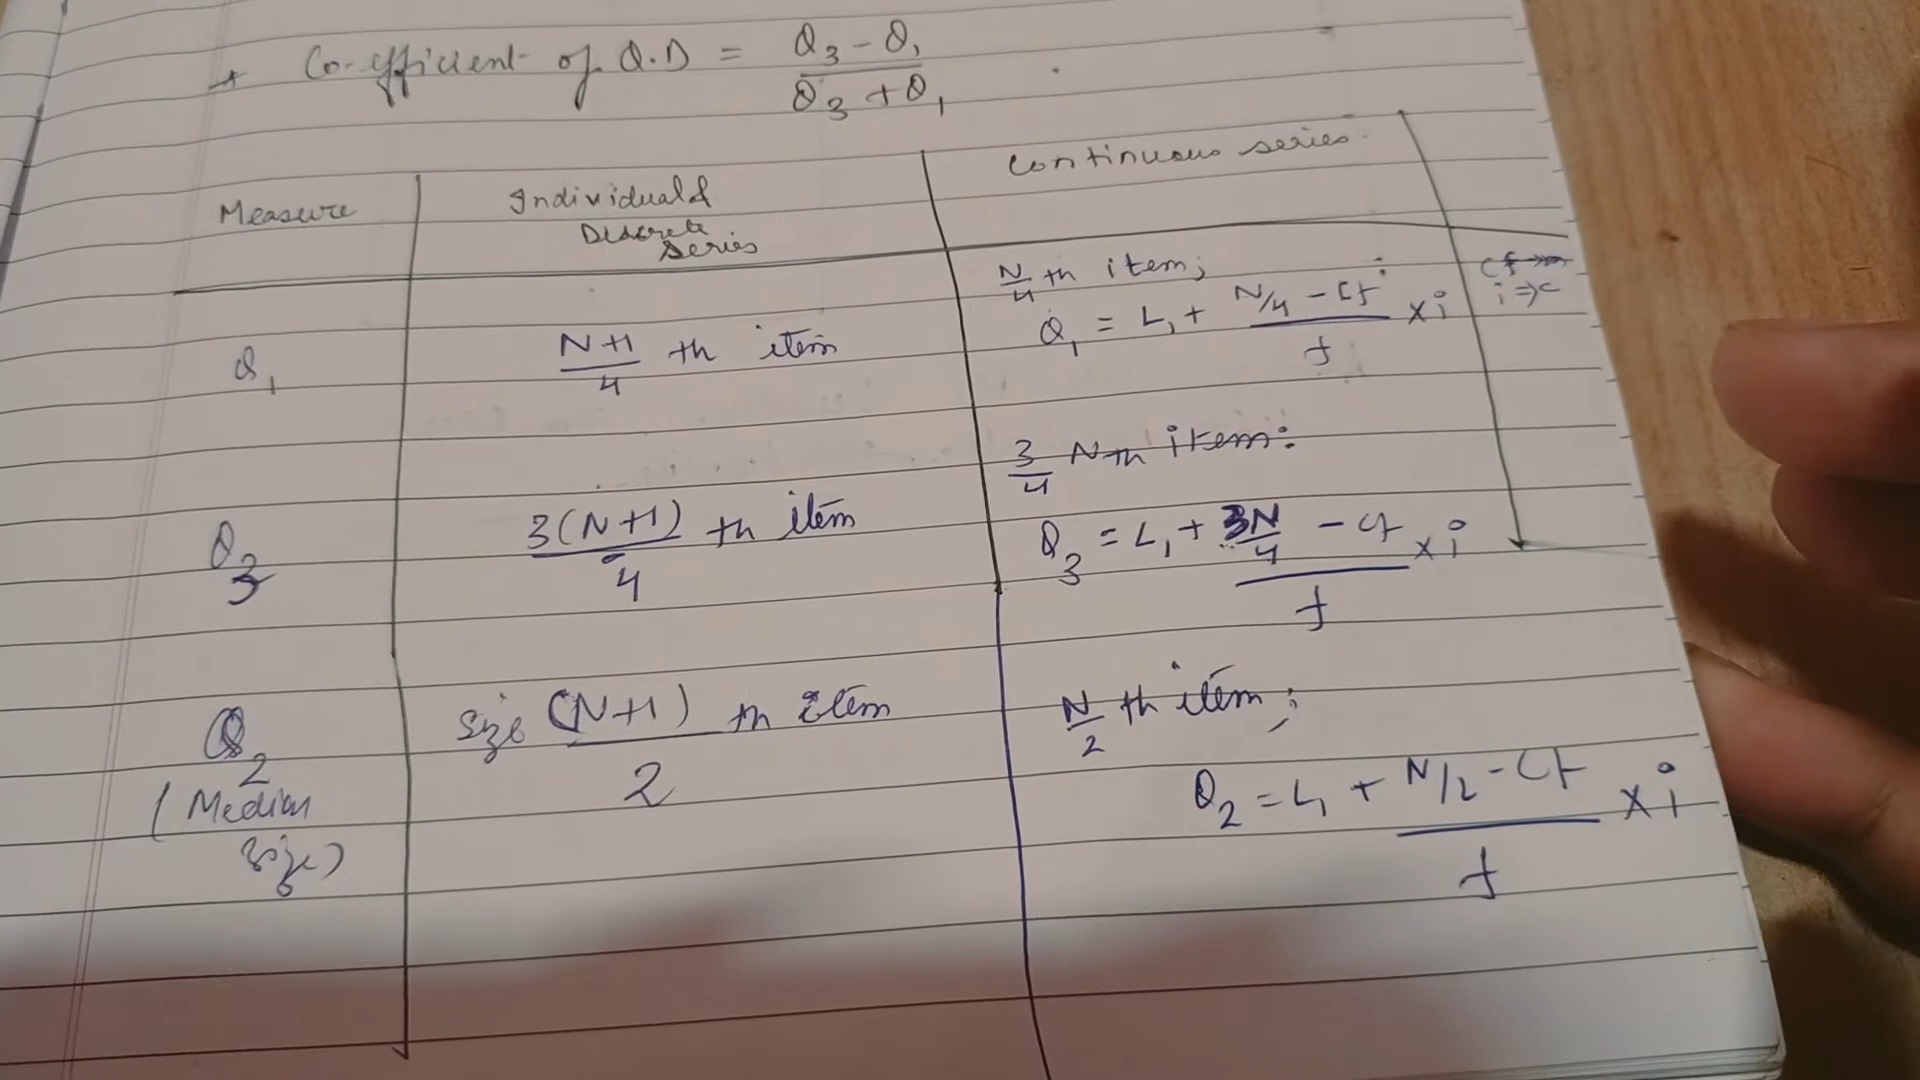 → Co-efficient of Q.D = Q₃ - Q₁ / Q₃ + Q₁
Measure
Individual &
Discrete
series
continuous series.
Q₁
N+1/4 th item
N/4 th item;
Q₁ = L₁ + N/4 - Cf / f × i
cf
i ⇒ c
Q₃
3(N+1)/4 th item
3/4 Nth item:
Q₃ = L₁ + 3N/4 - cf / f × i
Q₂
(Median
size)
size (N+1)/2 th item
N/2 th item;
Q₂ = L₁ + N/2 - Cf / f × i